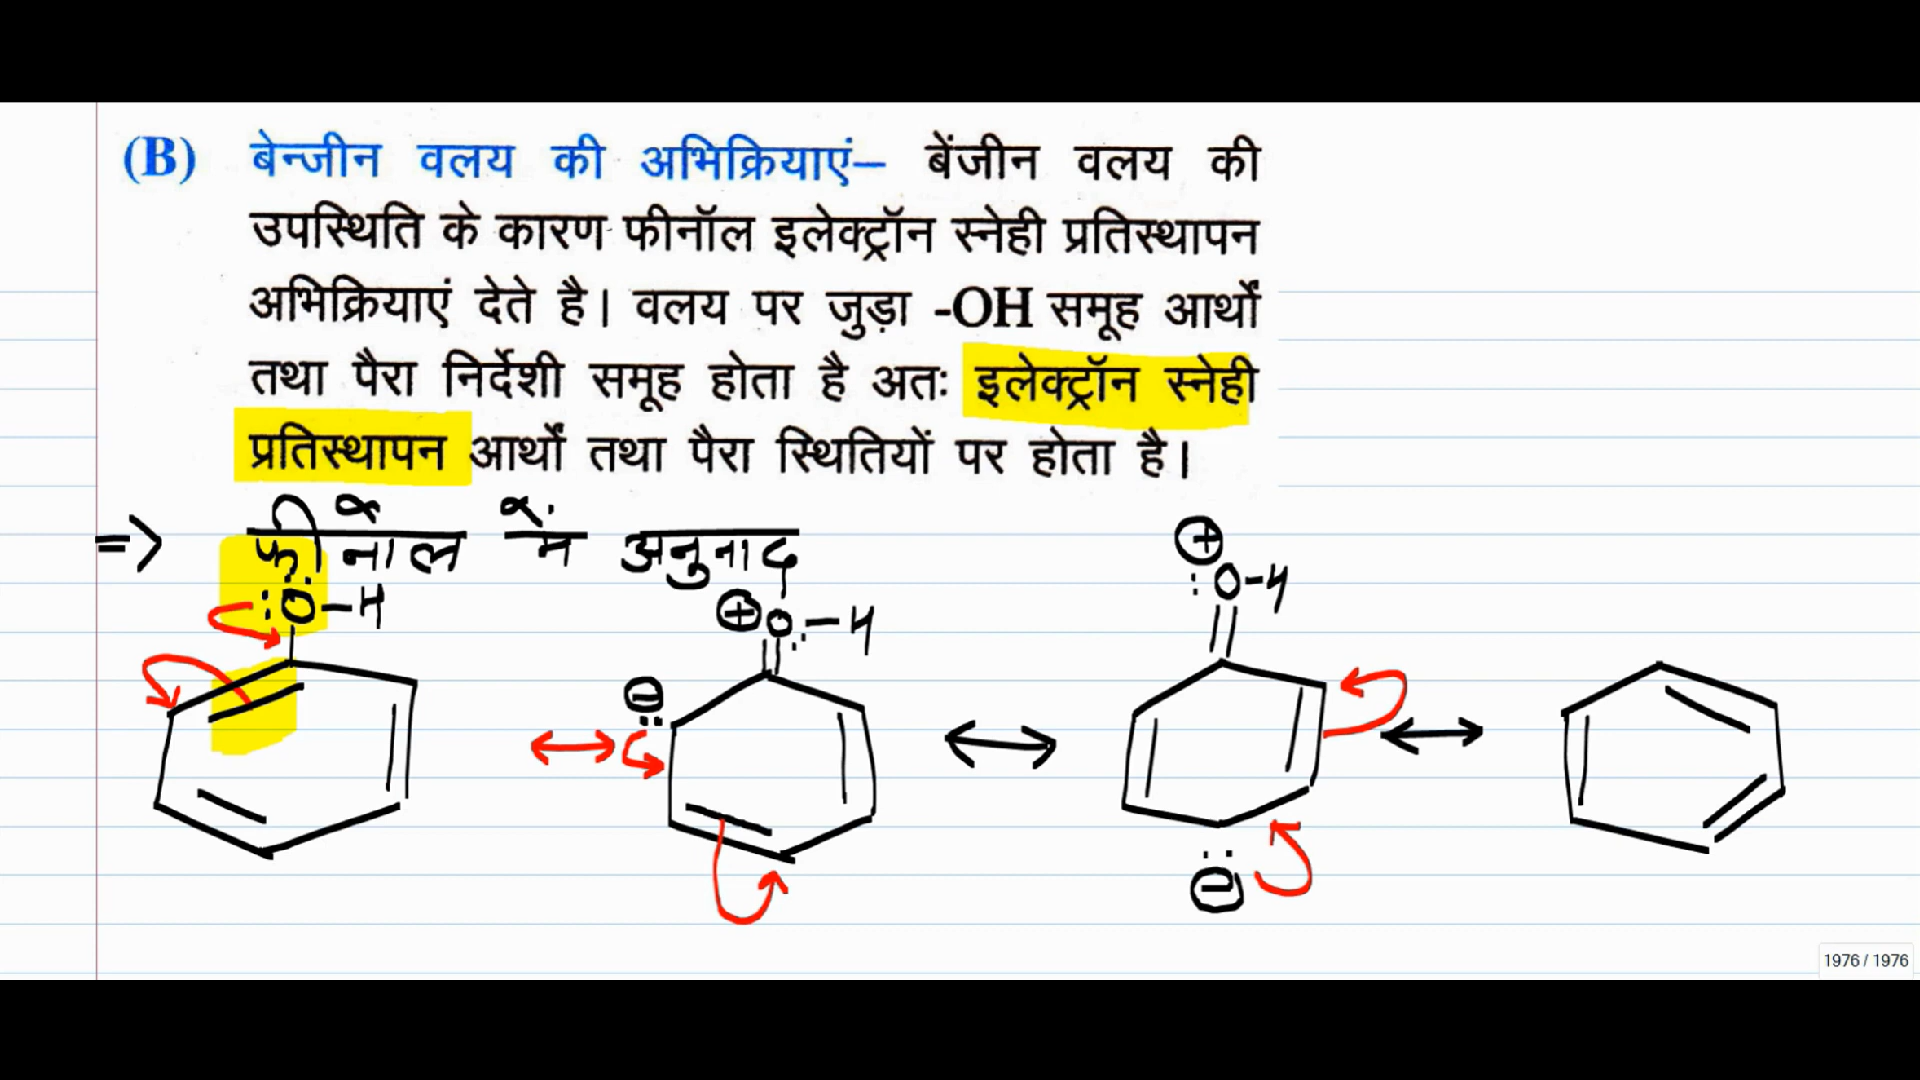 (B) बेन्जीन वलय की अभिक्रियाएं– बेंजीन वलय की
उपस्थिति के कारण फीनॉल इलेक्ट्रॉन स्नेही प्रतिस्थापन
अभिक्रियाएं देते है। वलय पर जुड़ा -OH समूह आर्थो
तथा पैरा निर्देशी समूह होता है अतः इलेक्ट्रॉन स्नेही
प्रतिस्थापन आर्थो तथा पैरा स्थितियों पर होता है।
=> फीनॉल में अनुनाद
:O-H
⊕O-H
⊕
:O-H
⊖
⊖
1976 / 1976